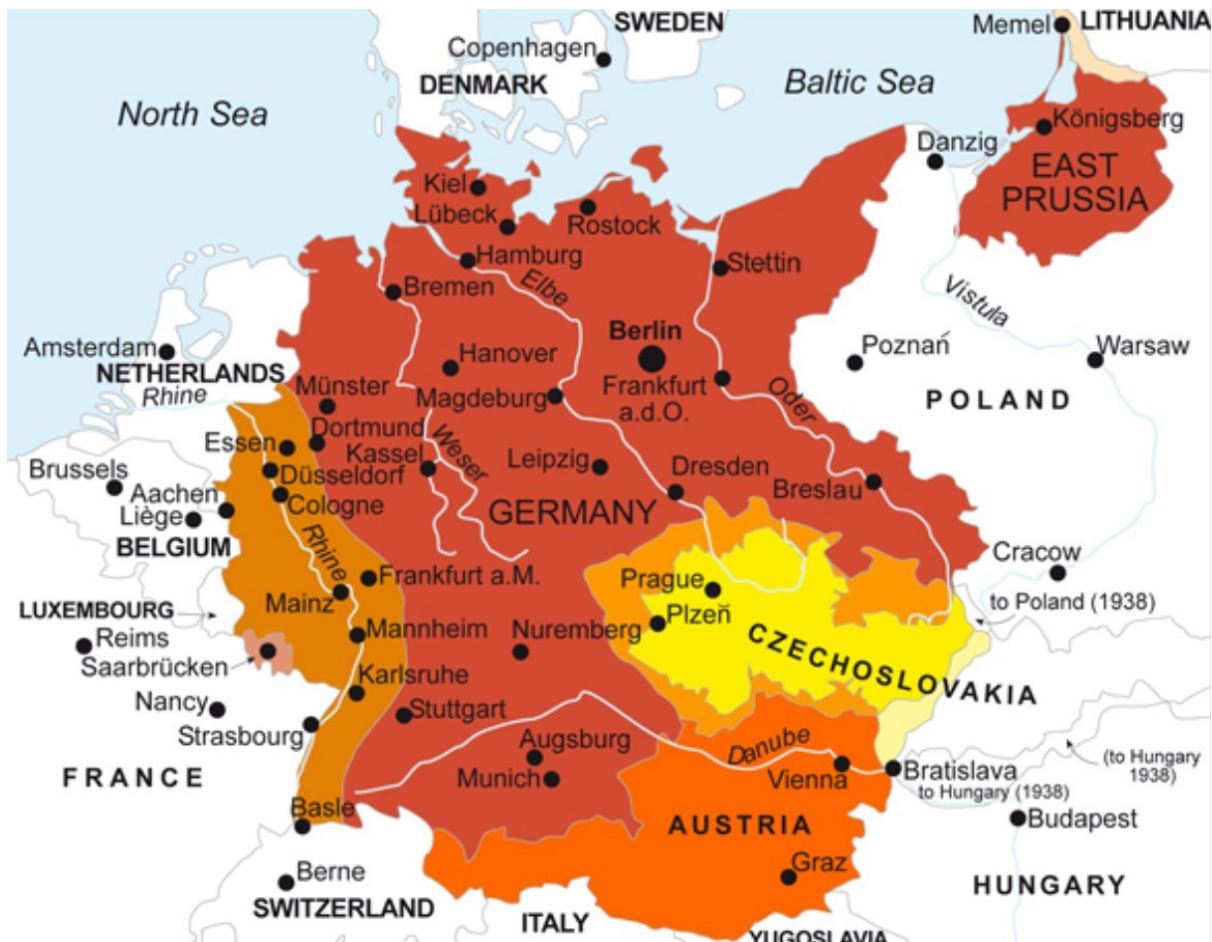 SWEDEN
Memel
LITHUANIA
Copenhagen
DENMARK
Baltic Sea
North Sea
Königsberg
Danzig
EAST
PRUSSIA
Kiel
Lübeck
Rostock
Hamburg
Stettin
Bremen
Elbe
Vistula
Berlin
Amsterdam
Hanover
Poznań
Warsaw
NETHERLANDS
Rhine
Münster
Magdeburg
Frankfurt
a.d.O.
Oder
POLAND
Dortmund
Essen
Kassel
Weser
Leipzig
Dresden
Brussels
Düsseldorf
Breslau
Aachen
Cologne
Liège
GERMANY
BELGIUM
Rhine
Cracow
Frankfurt a.M.
Prague
LUXEMBOURG
Mainz
to Poland (1938)
Plzeň
Reims
Mannheim
Nuremberg
CZECHOSLOVAKIA
Saarbrücken
Karlsruhe
Nancy
Stuttgart
Strasbourg
Augsburg
Danube
(to Hungary
1938)
FRANCE
Munich
Vienna
Bratislava
to Hungary (1938)
Basle
AUSTRIA
Budapest
Berne
Graz
HUNGARY
SWITZERLAND
ITALY
YUGOSLAVIA